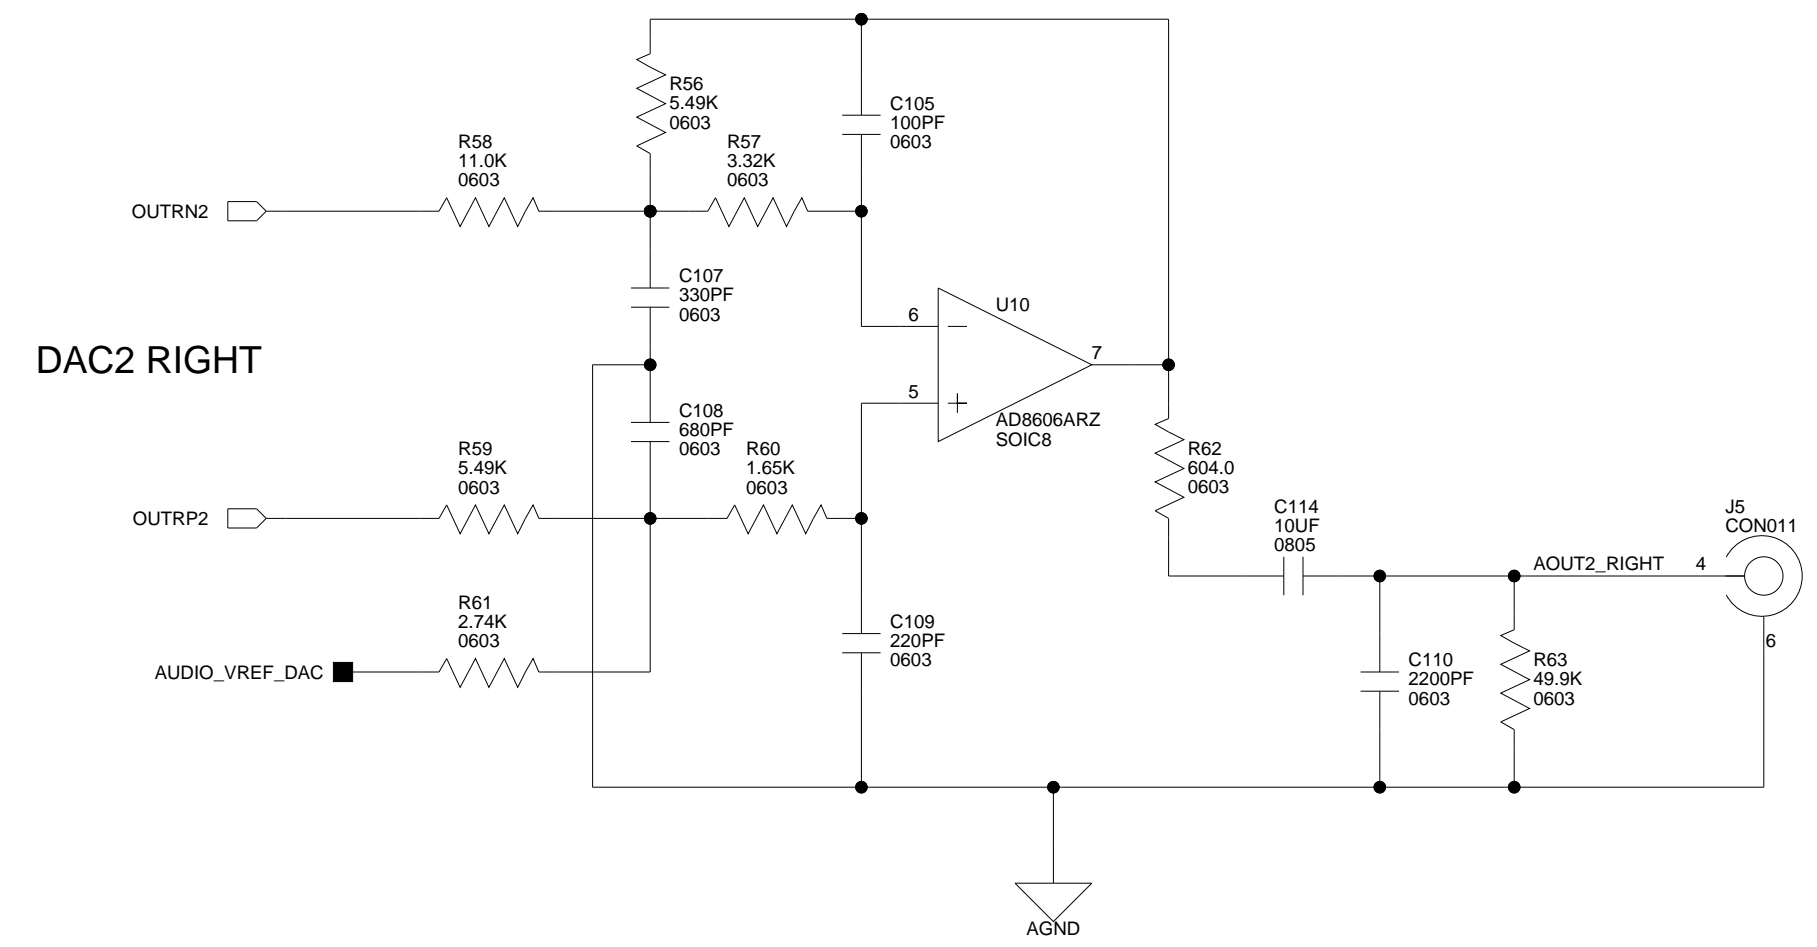 R56
5.49K
0603
C105
100PF
0603
R58
11.0K
0603
R57
3.32K
0603
OUTRN2
C107
330PF
0603
U10
6
7
5
AD8606ARZ
SOIC8
DAC2 RIGHT
C108
680PF
0603
R59
5.49K
0603
R60
1.65K
0603
R62
604.0
0603
OUTRP2
C114
10UF
0805
J5
CON011
AOUT2_RIGHT
4
6
R61
2.74K
0603
AUDIO_VREF_DAC
C109
220PF
0603
C110
2200PF
0603
R63
49.9K
0603
AGND